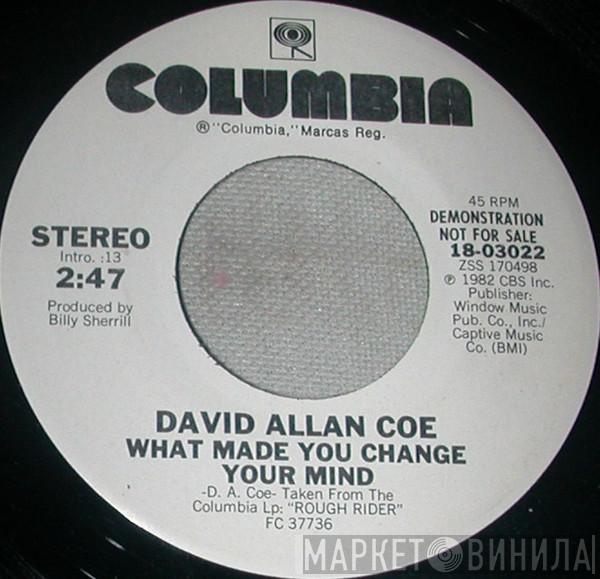 COLUMBIA
® "Columbia," Marcas Reg.
STEREO
Intro. :13
2:47
Produced by
Billy Sherrill
45 RPM
DEMONSTRATION
NOT FOR SALE
18-03022
ZSS 170498
℗ 1982 CBS Inc.
Publisher:
Window Music
Pub. Co., Inc./
Captive Music
Co. (BMI)
DAVID ALLAN COE
WHAT MADE YOU CHANGE
YOUR MIND
-D. A. Coe- Taken From The
Columbia Lp: "ROUGH RIDER"
FC 37736
МАРКЕТ ВИНИЛА